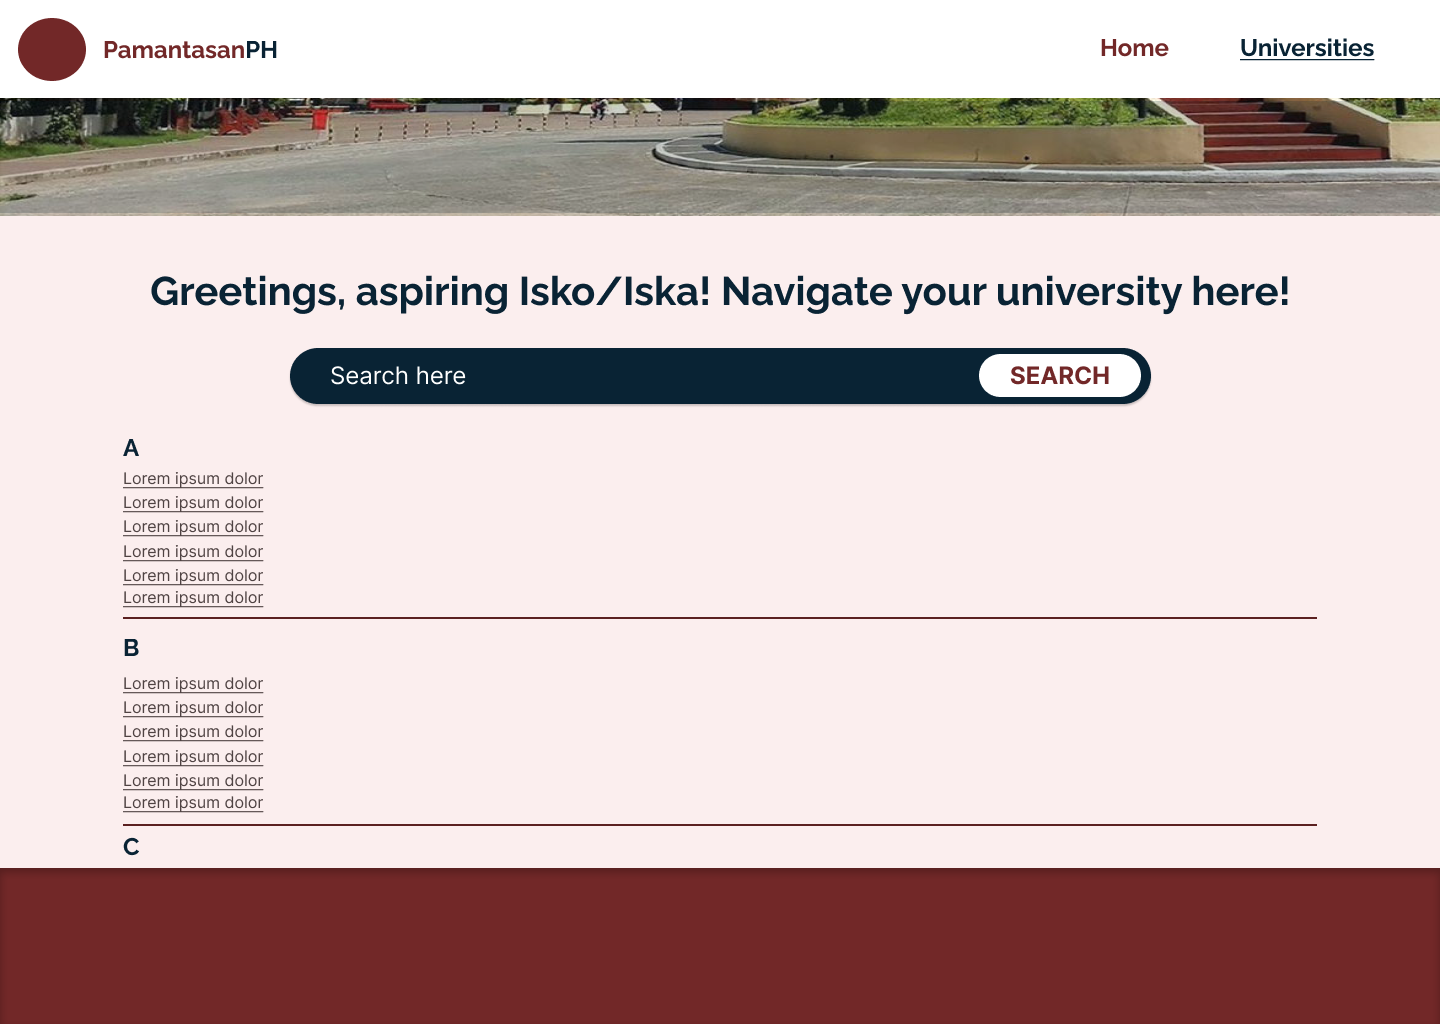 PamantasanPH
Home
Universities
Greetings, aspiring Isko/Iska! Navigate your university here!
Search here
SEARCH
A
Lorem ipsum dolor
Lorem ipsum dolor
Lorem ipsum dolor
Lorem ipsum dolor
Lorem ipsum dolor
Lorem ipsum dolor
B
Lorem ipsum dolor
Lorem ipsum dolor
Lorem ipsum dolor
Lorem ipsum dolor
Lorem ipsum dolor
Lorem ipsum dolor
C